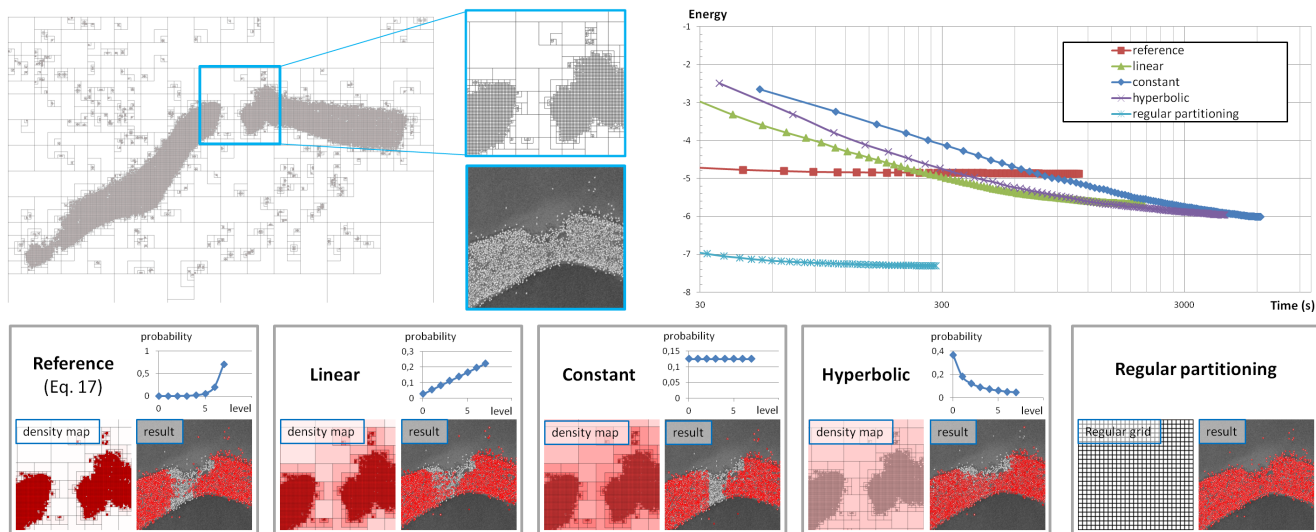 Energy
-1
-2
-3
-4
-5
-6
-7
-8
reference
linear
constant
hyperbolic
regular partitioning
30
300
3000
Time (s)
Reference
(Eq. 17)
probability
1
0,5
0
0
5
level
density map
result
Linear
probability
0,3
0,2
0,1
0
0
5
level
density map
result
Constant
probability
0,15
0,1
0,05
0
0
5
level
density map
result
Hyperbolic
probability
0,4
0,2
0
0
5
level
density map
result
Regular partitioning
Regular grid
result